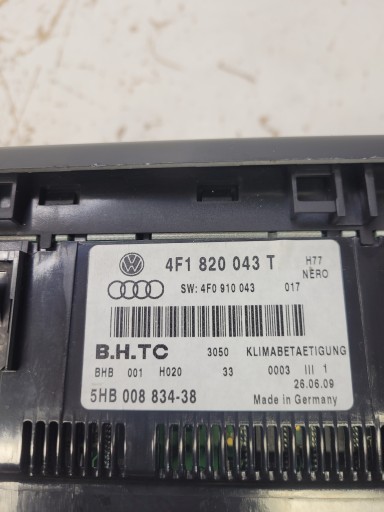 4F1 820 043 T H77
NERO
SW: 4F0 910 043 017
B.H.TC 3050 KLIMABETAETIGUNG
BHB 001 H020 33 0003 III 1
26.06.09
5HB 008 834-38 Made in Germany